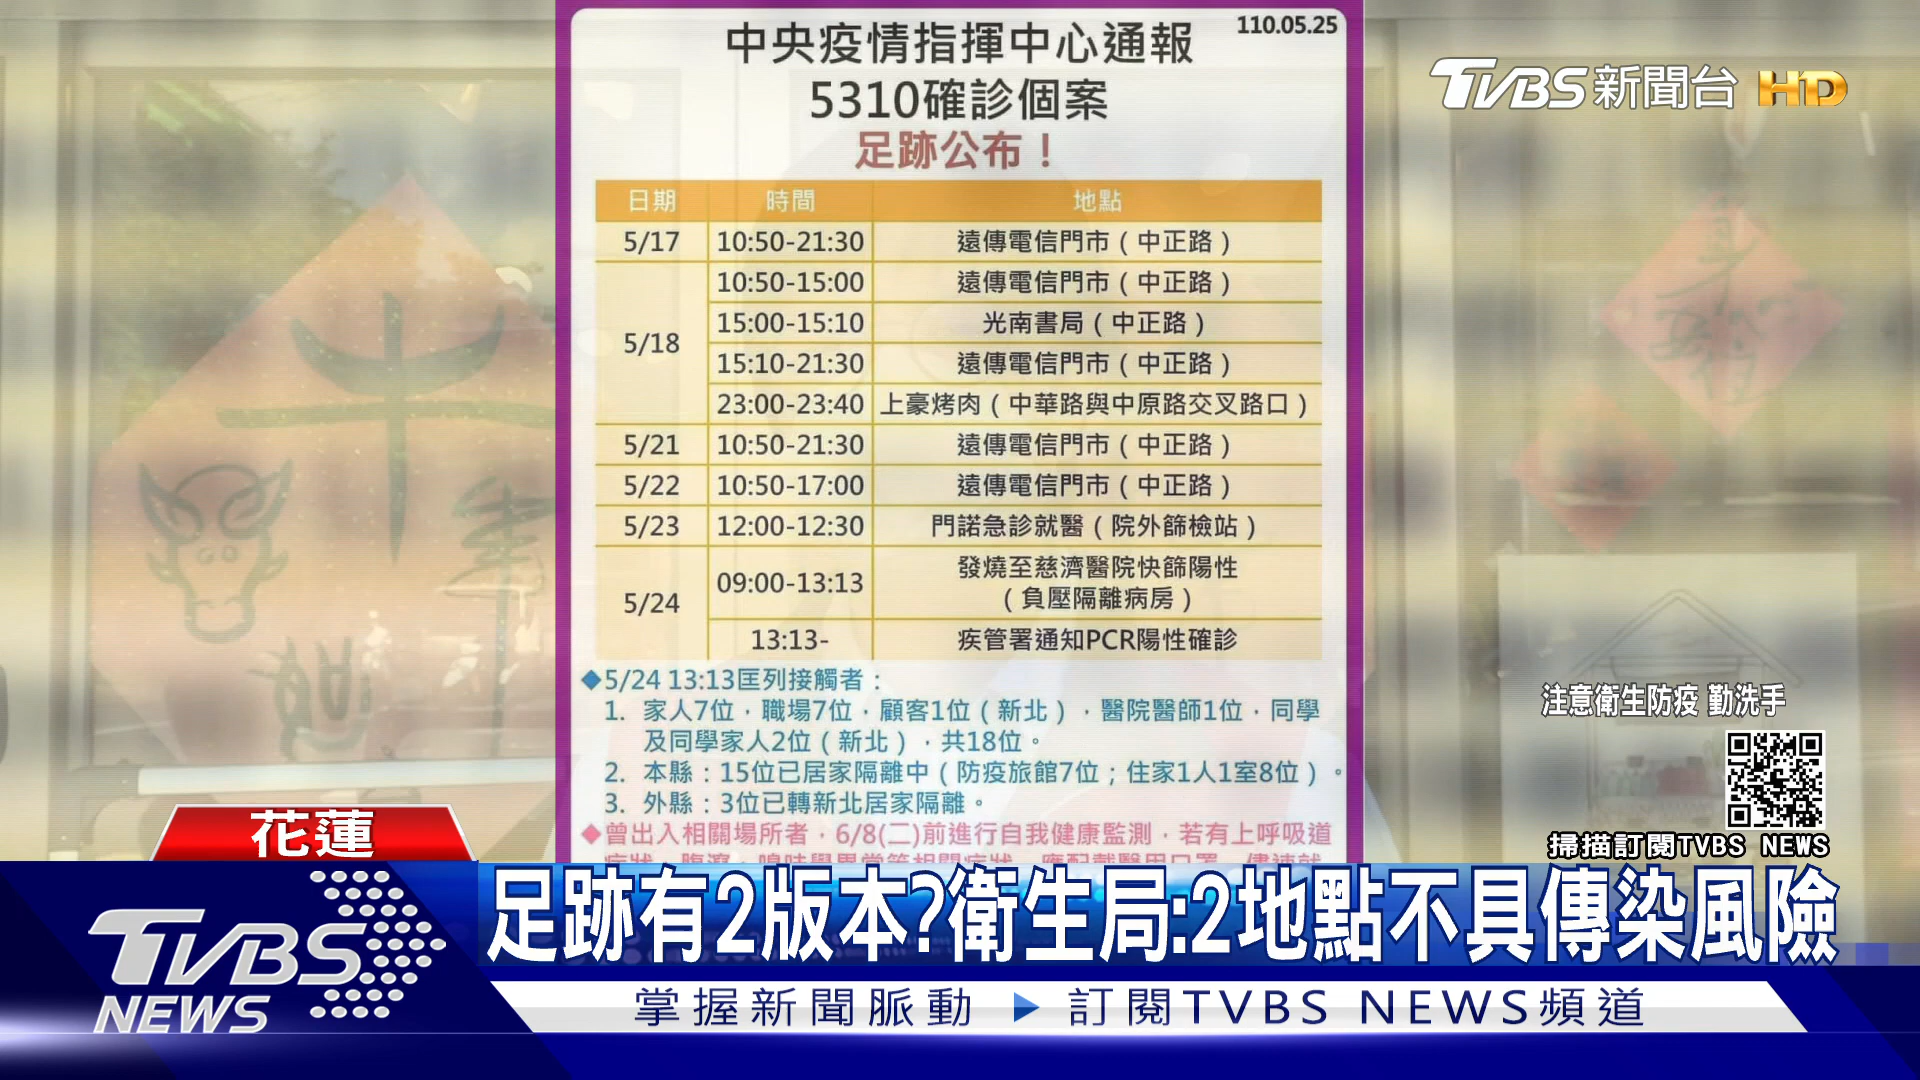 110.05.25
中央疫情指揮中心通報
5310確診個案
足跡公布！
TVBS新聞台 HD
日期 時間 地點
5/17 10:50-21:30 遠傳電信門市（中正路）
5/18 10:50-15:00 遠傳電信門市（中正路）
15:00-15:10 光南書局（中正路）
15:10-21:30 遠傳電信門市（中正路）
23:00-23:40 上豪烤肉（中華路與中原路交叉路口）
5/21 10:50-21:30 遠傳電信門市（中正路）
5/22 10:50-17:00 遠傳電信門市（中正路）
5/23 12:00-12:30 門諾急診就醫（院外篩檢站）
5/24 09:00-13:13 發燒至慈濟醫院快篩陽性
（負壓隔離病房）
13:13- 疾管署通知PCR陽性確診
◆5/24 13:13匡列接觸者：
1. 家人7位，職場7位，顧客1位（新北），醫院醫師1位，同學
及同學家人2位（新北），共18位。
2. 本縣：15位已居家隔離中（防疫旅館7位；住家1人1室8位）。
3. 外縣：3位已轉新北居家隔離。
◆曾出入相關場所者，6/8(二)前進行自我健康監測，若有上呼吸道
注意衛生防疫 勤洗手
掃描訂閱TVBS NEWS
花蓮
足跡有2版本?衛生局:2地點不具傳染風險
TVBS
NEWS
掌握新聞脈動 ▶ 訂閱TVBS NEWS頻道